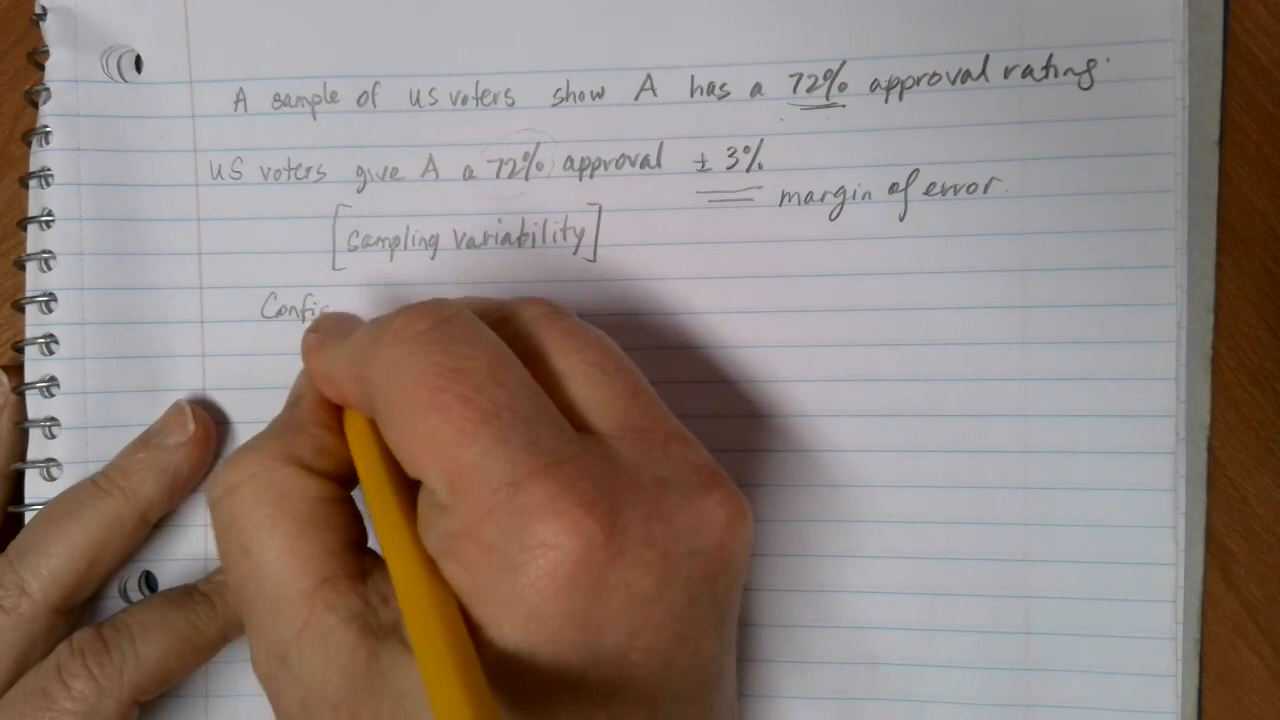 A sample of US voters show A has a 72% approval rating.
US voters give A a 72% approval ± 3%
margin of error.
[sampling variability]
Confi